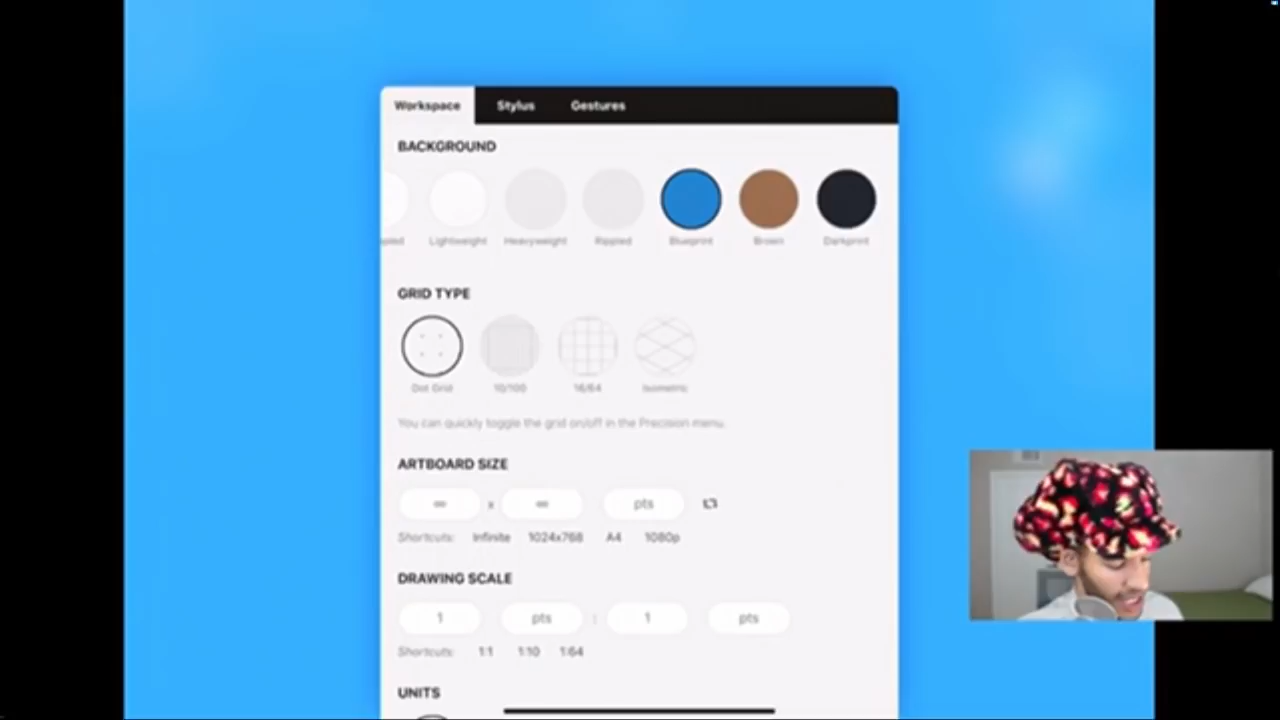 Workspace Stylus Gestures
BACKGROUND
Lightweight Heavyweight Rippled Blueprint Brown Darkprint
GRID TYPE
Dot Grid 10/100 16/64 Isometric
You can quickly toggle the grid on/off in the Precision menu.
ARTBOARD SIZE
∞ x ∞ pts
Shortcuts: Infinite 1024x768 A4 1080p
DRAWING SCALE
1 pts : 1 pts
Shortcuts: 1:1 1:10 1:64
UNITS